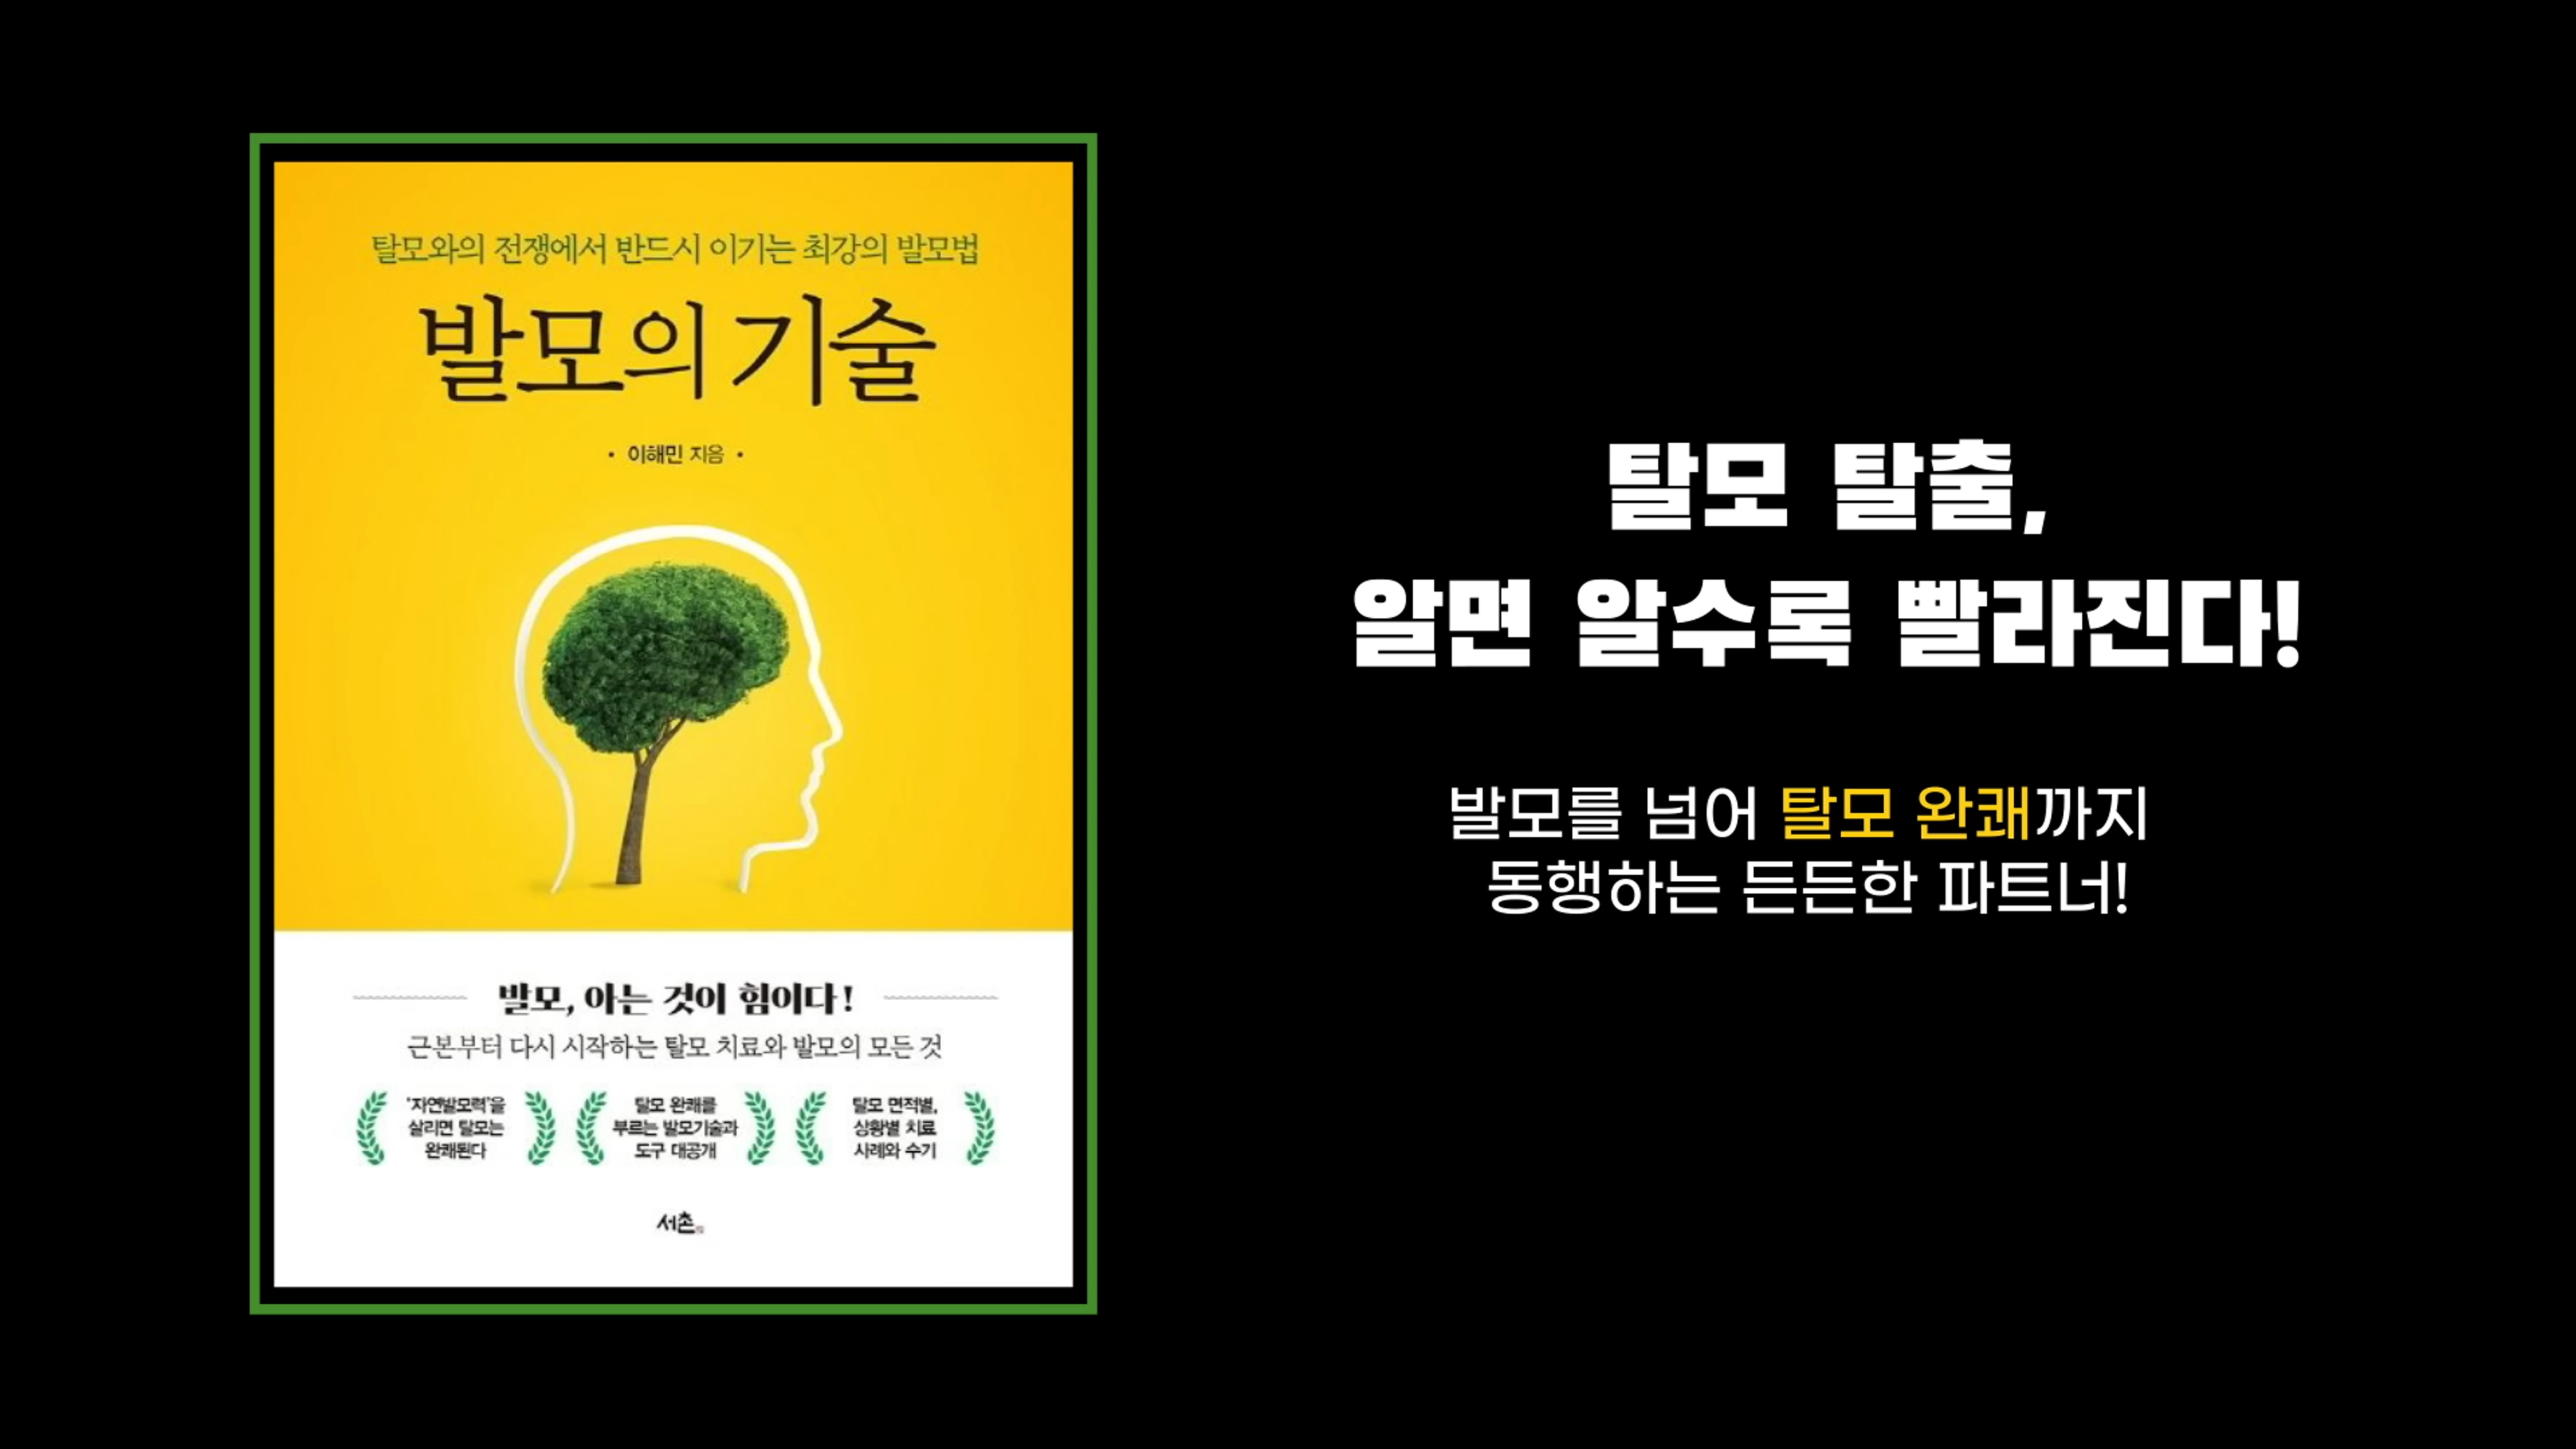 탈모와의 전쟁에서 반드시 이기는 최강의 발모법
발모의 기술
· 이해민 지음 ·
발모, 아는 것이 힘이다!
근본부터 다시 시작하는 탈모 치료와 발모의 모든 것
'자연발모력'을
살리면 탈모는
완쾌된다
탈모 완쾌를
부르는 발모기술과
도구 대공개
탈모 면적별,
상황별 치료
사례와 수기
서촌
탈모 탈출,
알면 알수록 빨라진다!
발모를 넘어 탈모 완쾌까지
동행하는 든든한 파트너!